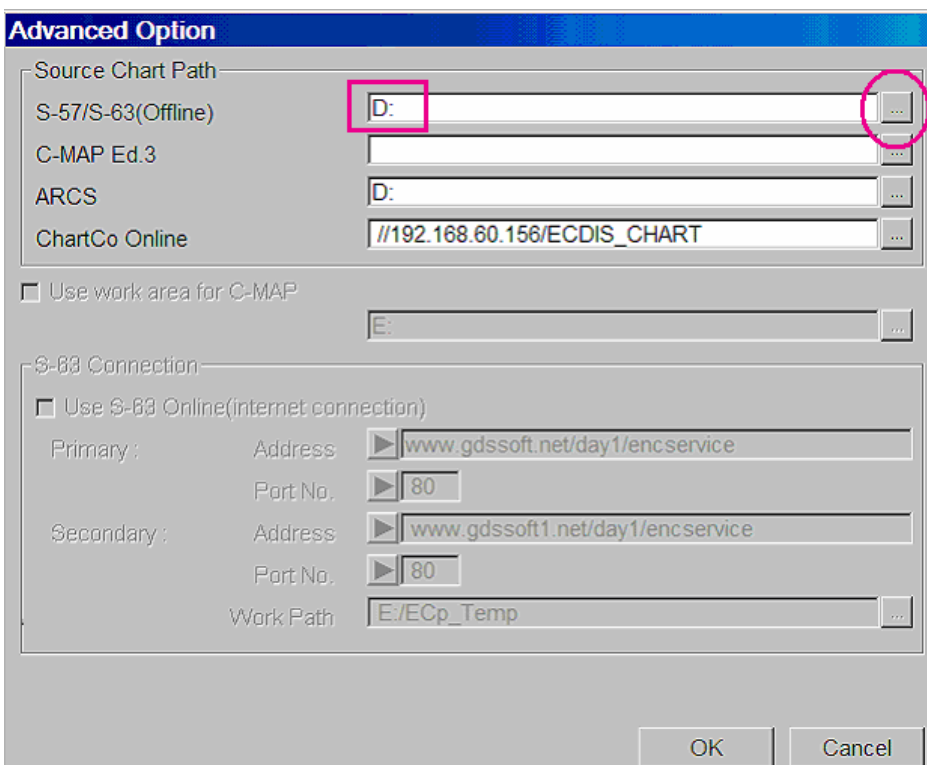 Advanced Option
Source Chart Path
S-57/S-63(Offline) D: ...
C-MAP Ed.3 ...
ARCS D: ...
ChartCo Online //192.168.60.156/ECDIS_CHART ...
Use work area for C-MAP
E: ...
S-63 Connection
Use S-63 Online(internet connection)
Primary : Address www.gdssoft.net/day1/encservice
Port No. 80
Secondary : Address www.gdssoft1.net/day1/encservice
Port No. 80
Work Path E:/ECp_Temp ...
OK Cancel